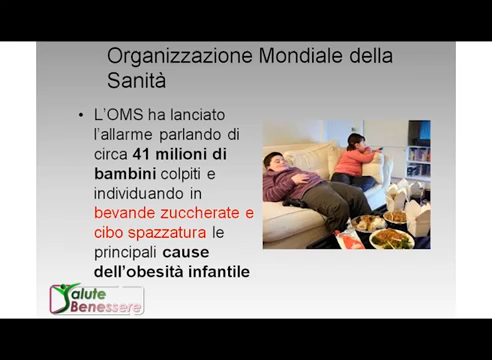 Organizzazione Mondiale della
Sanità
• L'OMS ha lanciato
l'allarme parlando di
circa 41 milioni di
bambini colpiti e
individuando in
bevande zuccherate e
cibo spazzatura le
principali cause
dell'obesità infantile
Salute
Benessere